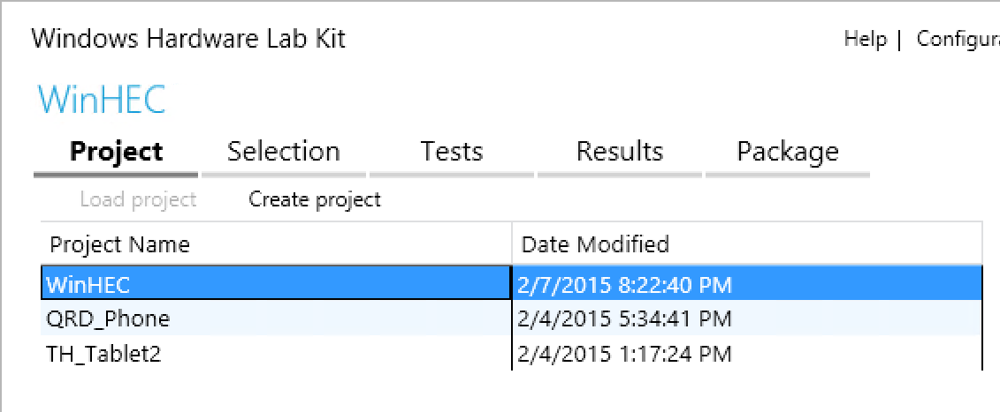 Windows Hardware Lab Kit Help | 
WinHEC
Project Selection Tests Results Package
Load project Create project
Project Name Date Modified
WinHEC 2/7/2015 8:22:40 PM
QRD_Phone 2/4/2015 5:34:41 PM
TH_Tablet2 2/4/2015 1:17:24 PM